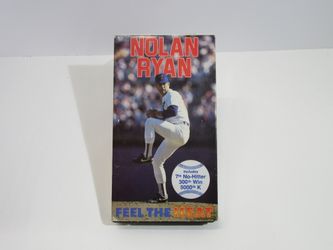 NOLAN
RYAN
Includes
7th No-Hitter
300th Win
5000th K
FEEL THE HEAT